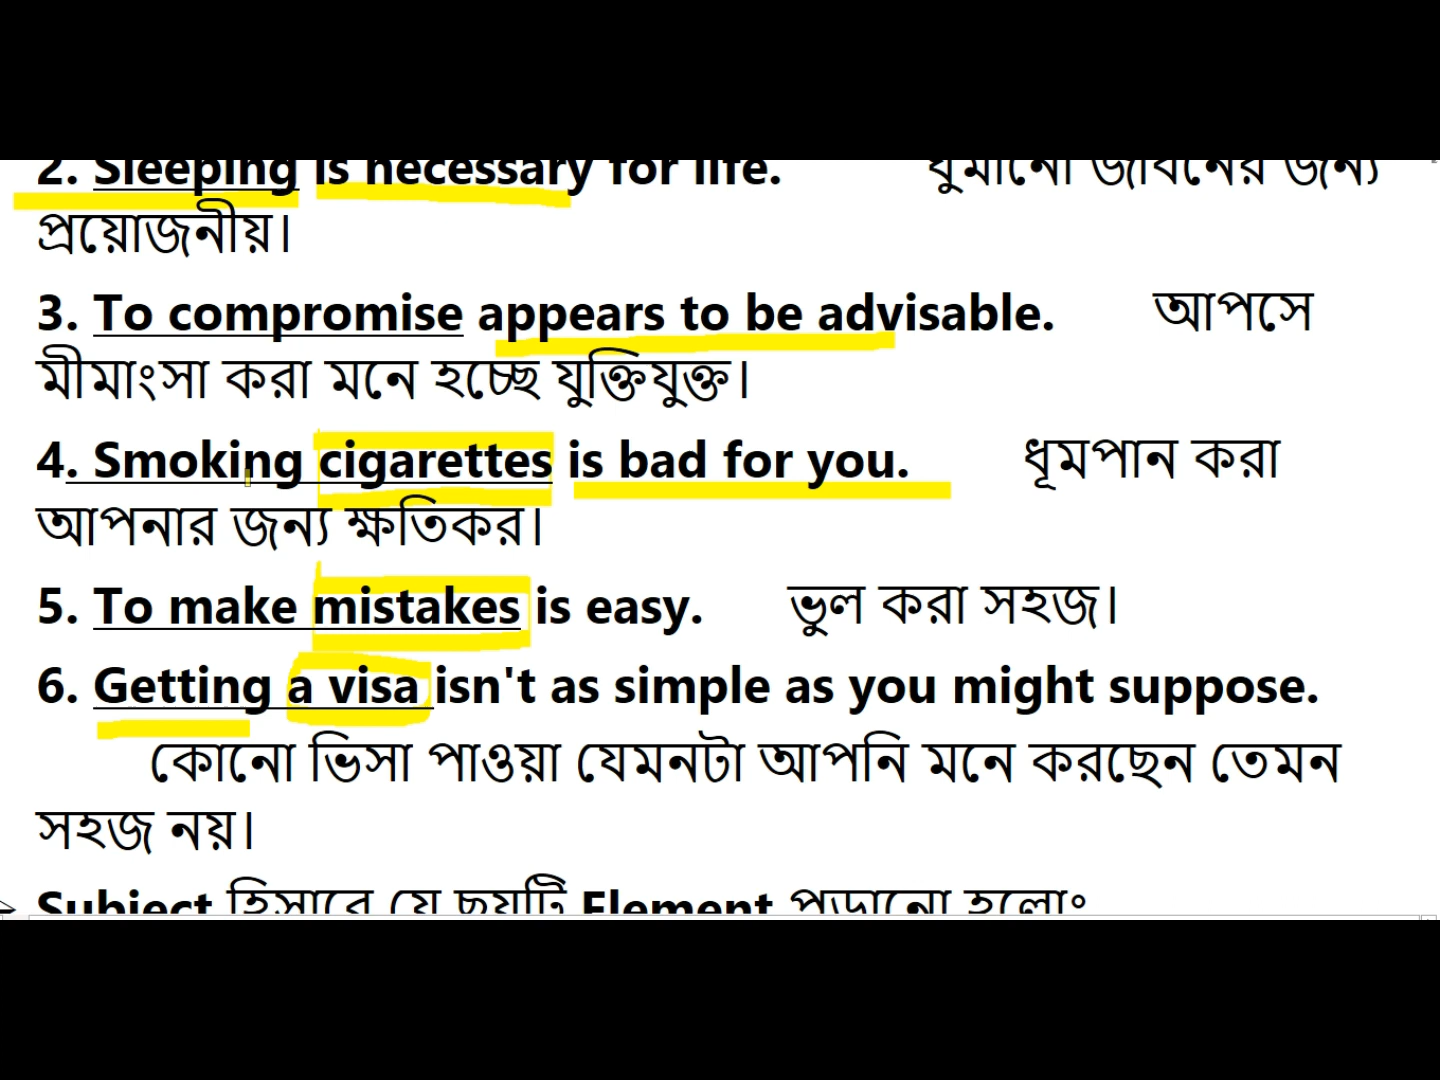 2. Sleeping is necessary for life. ঘুমানো জীবনের জন্য
প্রয়োজনীয়।
3. To compromise appears to be advisable. আপসে
মীমাংসা করা মনে হচ্ছে যুক্তিযুক্ত।
4. Smoking cigarettes is bad for you. ধূমপান করা
আপনার জন্য ক্ষতিকর।
5. To make mistakes is easy. ভুল করা সহজ।
6. Getting a visa isn't as simple as you might suppose.
কোনো ভিসা পাওয়া যেমনটা আপনি মনে করছেন তেমন
সহজ নয়।
Subject হিসাবে যে ছয়টি Element পড়ানো হলোঃ